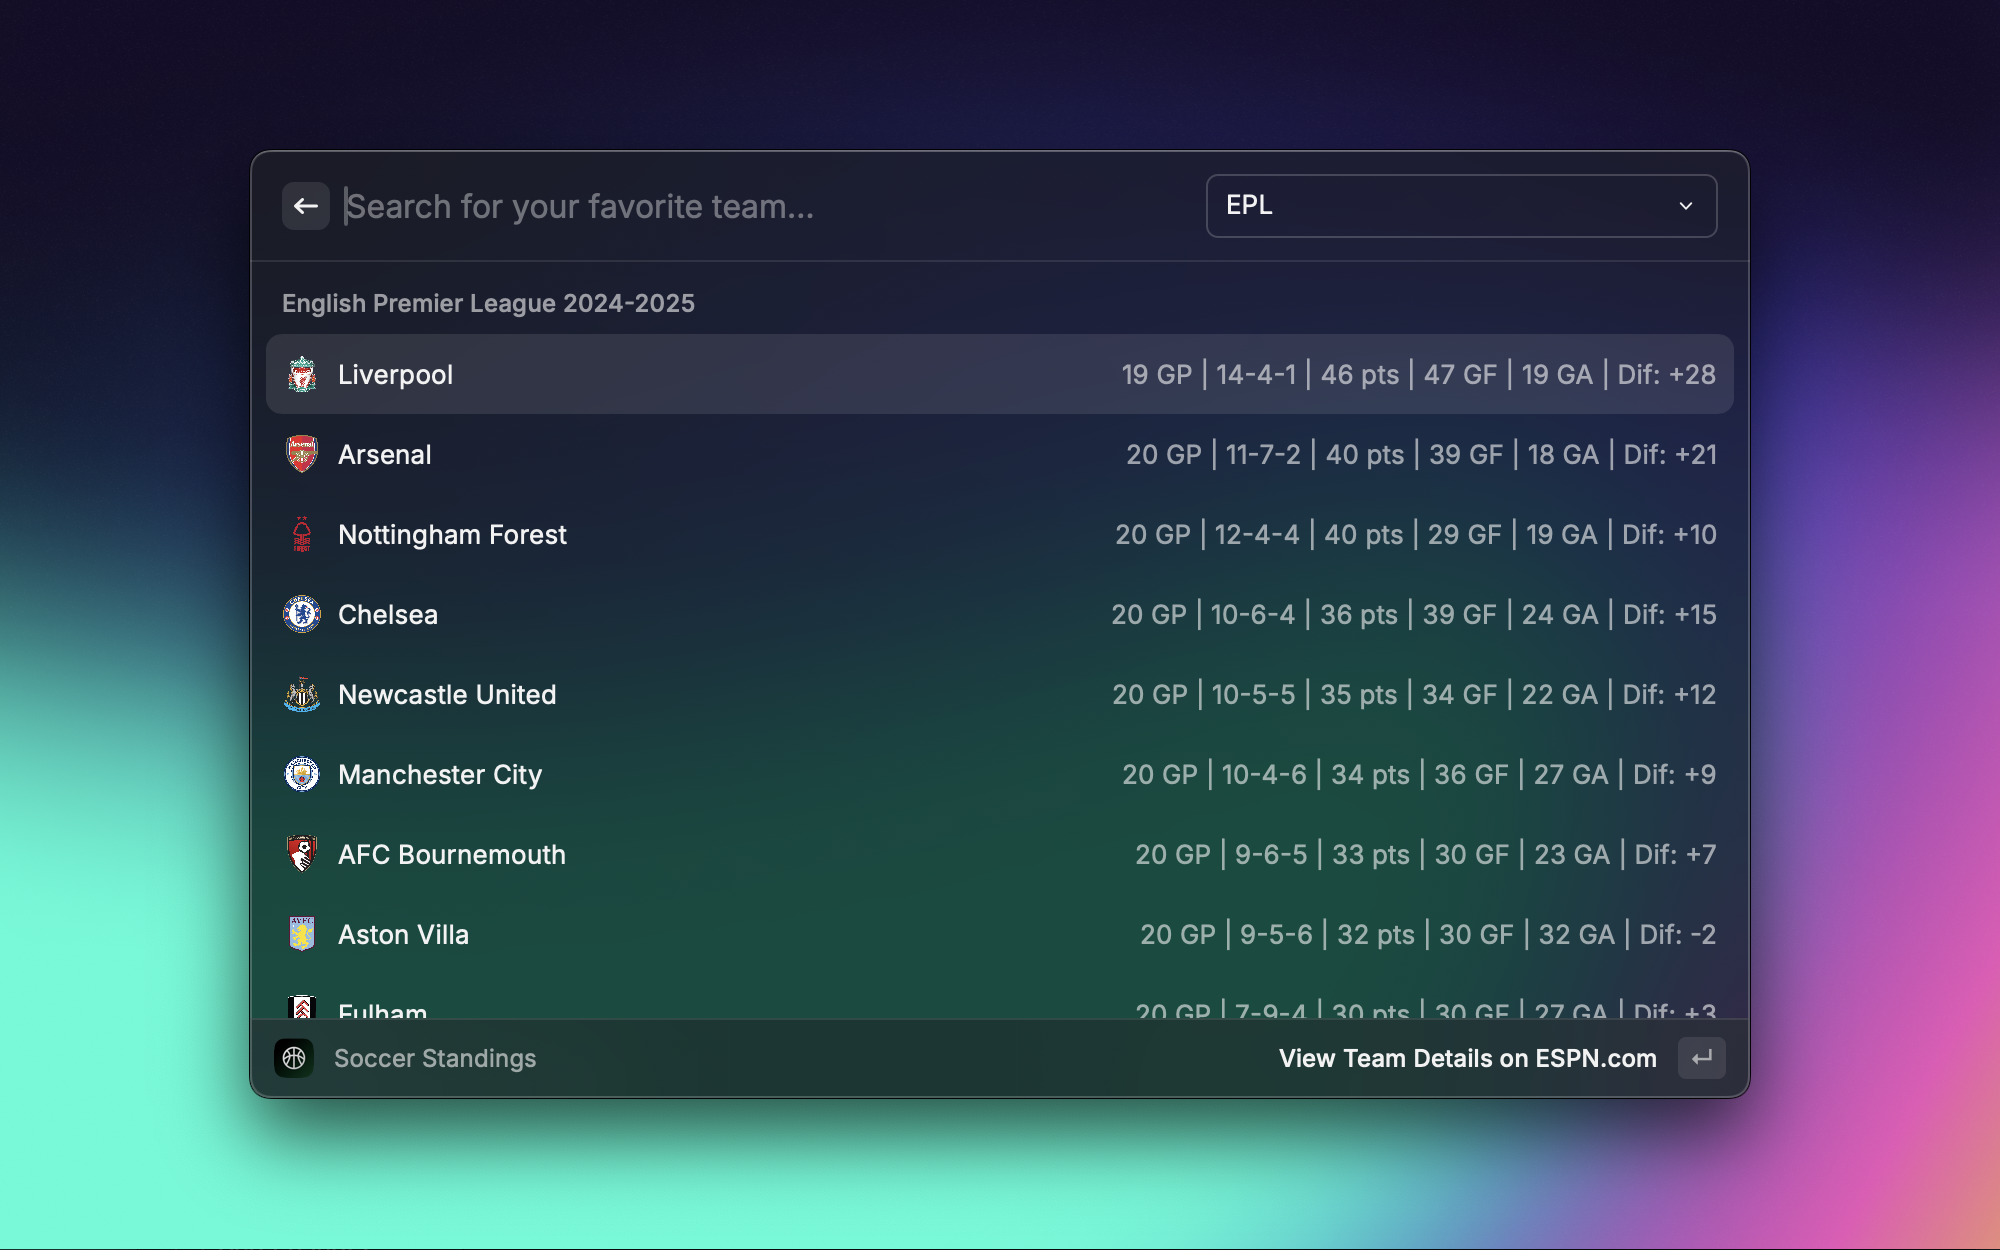 Search for your favorite team...
EPL
English Premier League 2024-2025
Liverpool 19 GP | 14-4-1 | 46 pts | 47 GF | 19 GA | Dif: +28
Arsenal 20 GP | 11-7-2 | 40 pts | 39 GF | 18 GA | Dif: +21
Nottingham Forest 20 GP | 12-4-4 | 40 pts | 29 GF | 19 GA | Dif: +10
Chelsea 20 GP | 10-6-4 | 36 pts | 39 GF | 24 GA | Dif: +15
Newcastle United 20 GP | 10-5-5 | 35 pts | 34 GF | 22 GA | Dif: +12
Manchester City 20 GP | 10-4-6 | 34 pts | 36 GF | 27 GA | Dif: +9
AFC Bournemouth 20 GP | 9-6-5 | 33 pts | 30 GF | 23 GA | Dif: +7
Aston Villa 20 GP | 9-5-6 | 32 pts | 30 GF | 32 GA | Dif: -2
Fulham 20 GP | 7-9-4 | 30 pts | 30 GF | 27 GA | Dif: +3
Soccer Standings
View Team Details on ESPN.com